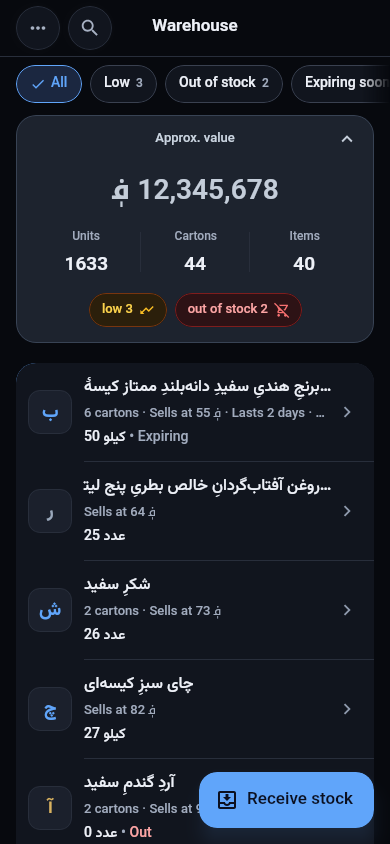 Warehouse
All
Low 3
Out of stock 2
Expiring soon
Approx. value
؋ 12,345,678
Units
Cartons
Items
1633
44
40
low 3
out of stock 2
ب
برنجِ هندیِ سفیدِ دانه‌بلندِ ممتاز کیسهٔ…
6 cartons · Sells at 55 ؋ · Lasts 2 days · …
50 کیلو • Expiring
ر
روغن آفتاب‌گردانِ خالص بطریِ پنج لیت…
Sells at 64 ؋
25 عدد
ش
شکرِ سفید
2 cartons · Sells at 73 ؋
26 عدد
چ
چای سبزِ کیسه‌ای
Sells at 82 ؋
27 کیلو
آ
آردِ گندمِ سفید
2 cartons · Sells at
0 عدد • Out
Receive stock